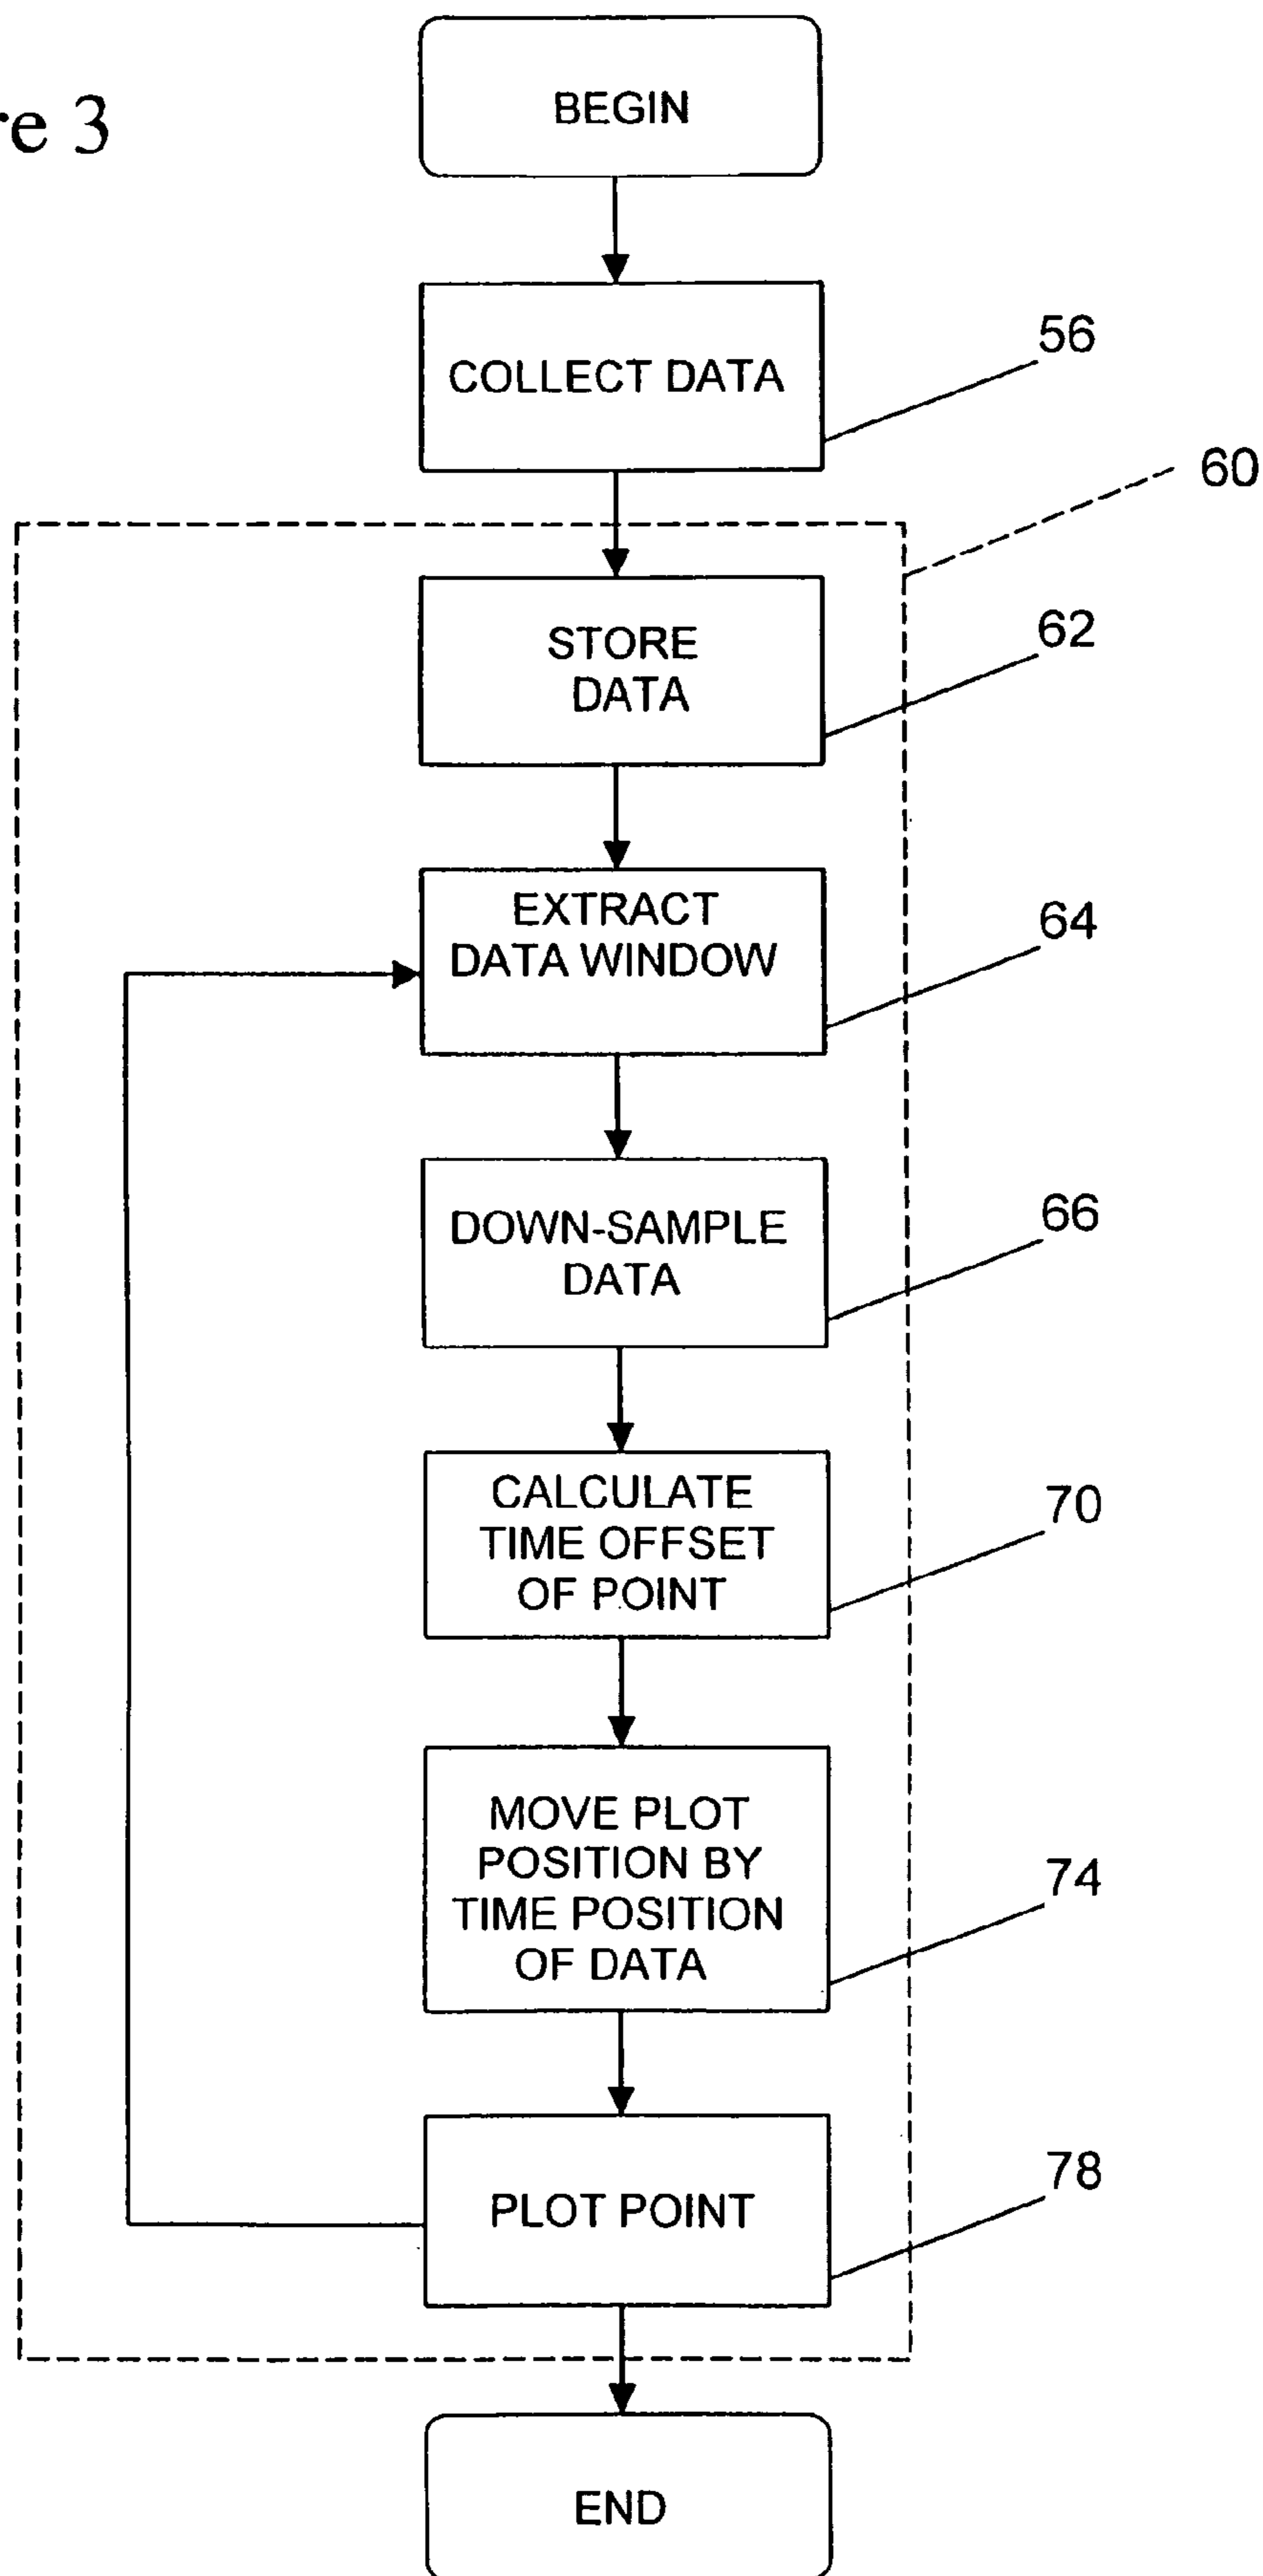 re 3
BEGIN
COLLECT DATA
56
60
STORE
DATA
62
EXTRACT
DATA WINDOW
64
DOWN-SAMPLE
DATA
66
CALCULATE
TIME OFFSET
OF POINT
70
MOVE PLOT
POSITION BY
TIME POSITION
OF DATA
74
PLOT POINT
78
END